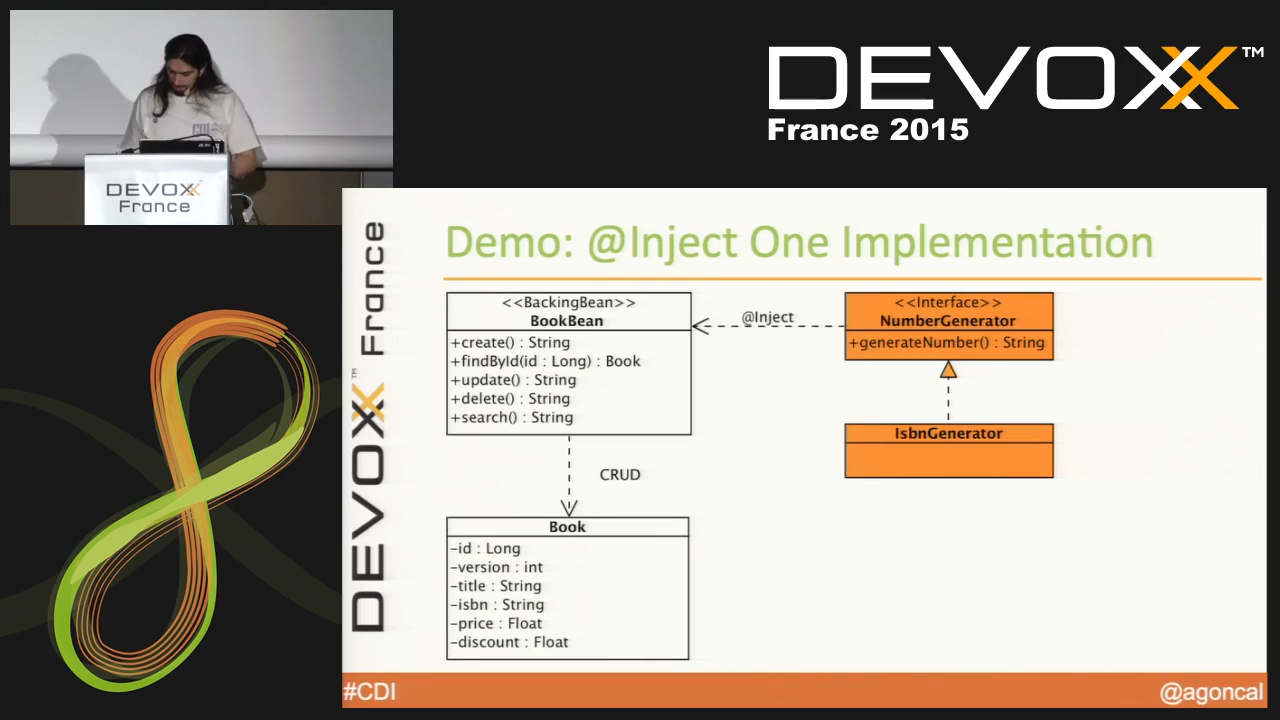 DEVOXX™
France 2015
DEVOXX
France
DEVOXX™ France
Demo: @Inject One Implementation
<<BackingBean>>
BookBean
+create() : String
+findById(id : Long) : Book
+update() : String
+delete() : String
+search() : String
@Inject
<<Interface>>
NumberGenerator
+generateNumber() : String
IsbnGenerator
CRUD
Book
-id : Long
-version : int
-title : String
-isbn : String
-price : Float
-discount : Float
#CDI
@agoncal